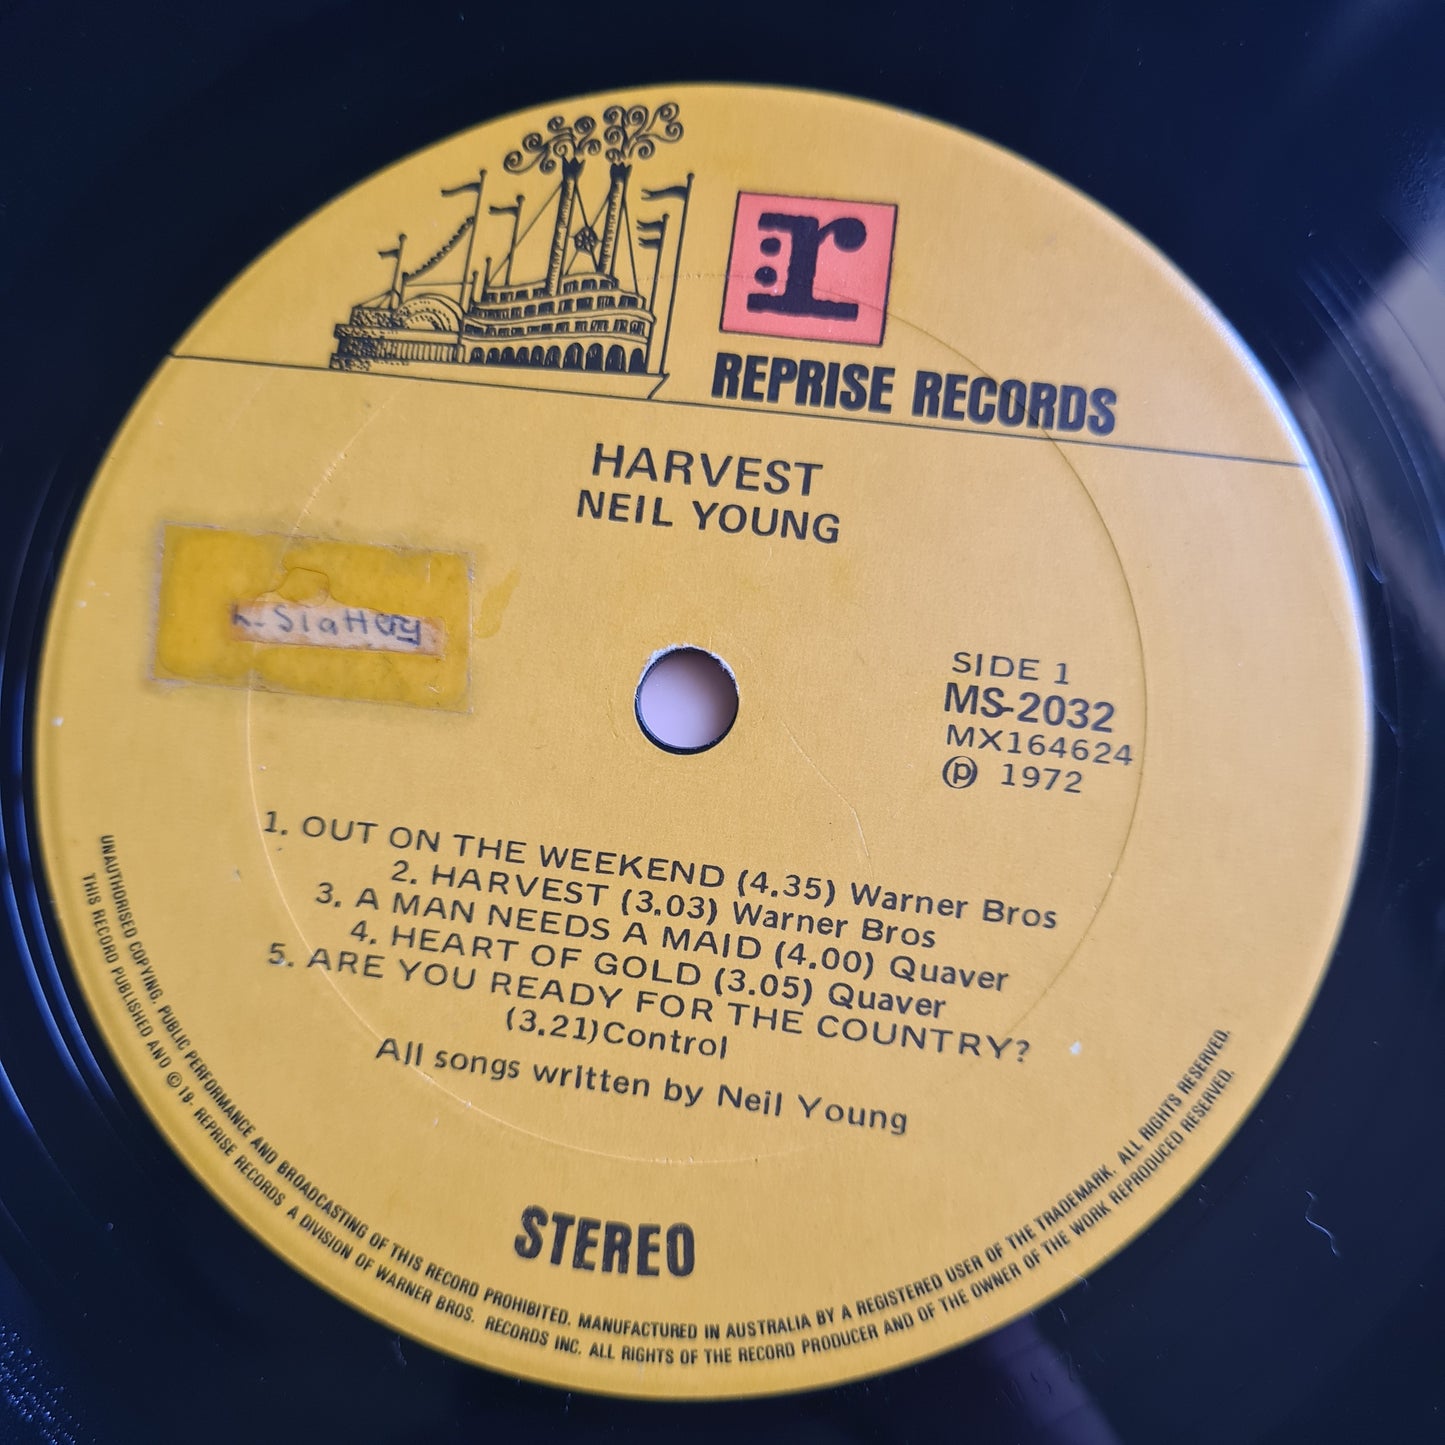 :r
REPRISE RECORDS
HARVEST
NEIL YOUNG
Slattery
SIDE 1
MS-2032
MX164624
℗ 1972
1. OUT ON THE WEEKEND (4.35) Warner Bros
2. HARVEST (3.03) Warner Bros
3. A MAN NEEDS A MAID (4.00) Quaver
4. HEART OF GOLD (3.05) Quaver
5. ARE YOU READY FOR THE COUNTRY?
(3.21)Control
All songs written by Neil Young
STEREO
UNAUTHORISED COPYING, PUBLIC PERFORMANCE AND BROADCASTING OF THIS RECORD PROHIBITED. MANUFACTURED IN AUSTRALIA BY A REGISTERED USER OF THE TRADEMARK. ALL RIGHTS RESERVED.
THIS RECORD PUBLISHED AND ©19- REPRISE RECORDS A DIVISION OF WARNER BROS. RECORDS INC. ALL RIGHTS OF THE RECORD PRODUCER AND OF THE OWNER OF THE WORK REPRODUCED RESERVED.